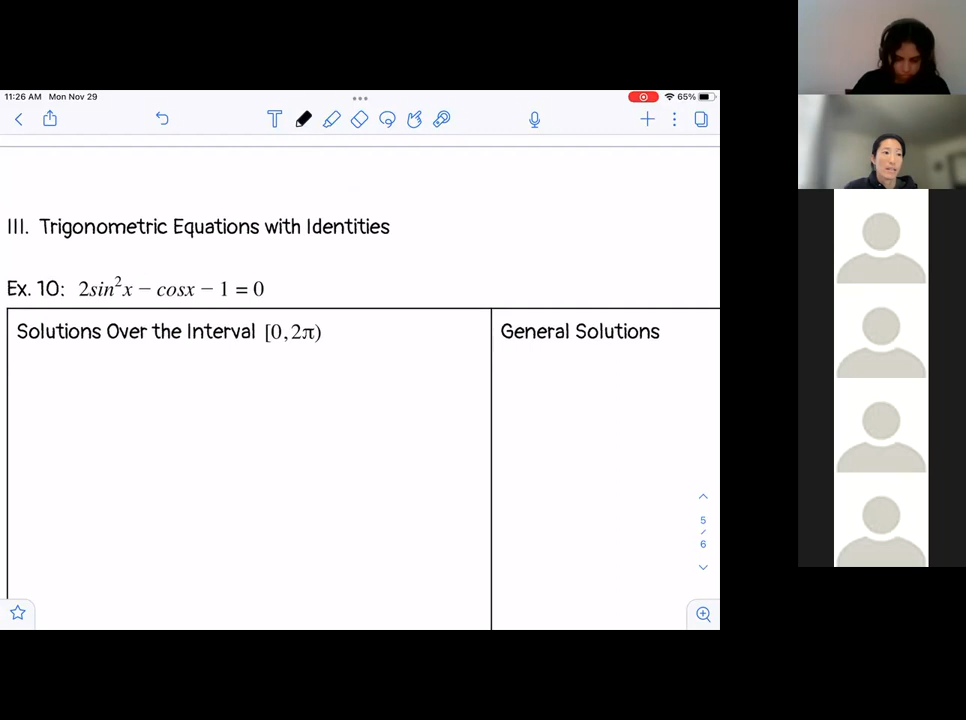 11:26 AM Mon Nov 29
65%
III. Trigonometric Equations with Identities
Ex. 10: 2sin²x − cosx − 1 = 0
Solutions Over the Interval [0, 2π)
General Solutions
5
/
6